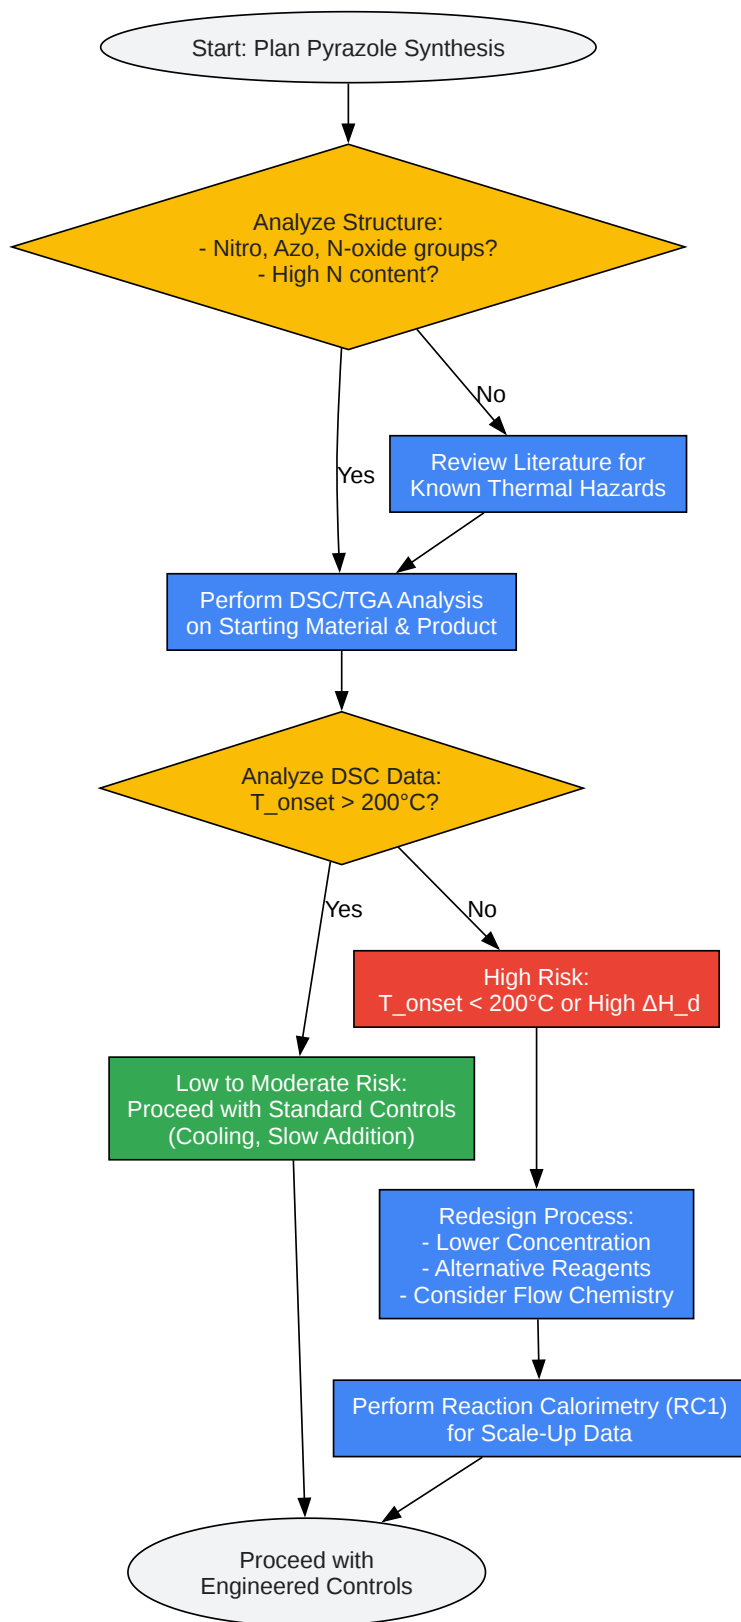 Start: Plan Pyrazole Synthesis
Analyze Structure:
- Nitro, Azo, N-oxide groups?
- High N content?
No
Review Literature for
Known Thermal Hazards
Yes
Perform DSC/TGA Analysis
on Starting Material & Product
Analyze DSC Data:
T_onset > 200°C?
Yes
No
High Risk:
T_onset < 200°C or High ΔH_d
Low to Moderate Risk:
Proceed with Standard Controls
(Cooling, Slow Addition)
Redesign Process:
- Lower Concentration
- Alternative Reagents
- Consider Flow Chemistry
Perform Reaction Calorimetry (RC1)
for Scale-Up Data
Proceed with
Engineered Controls